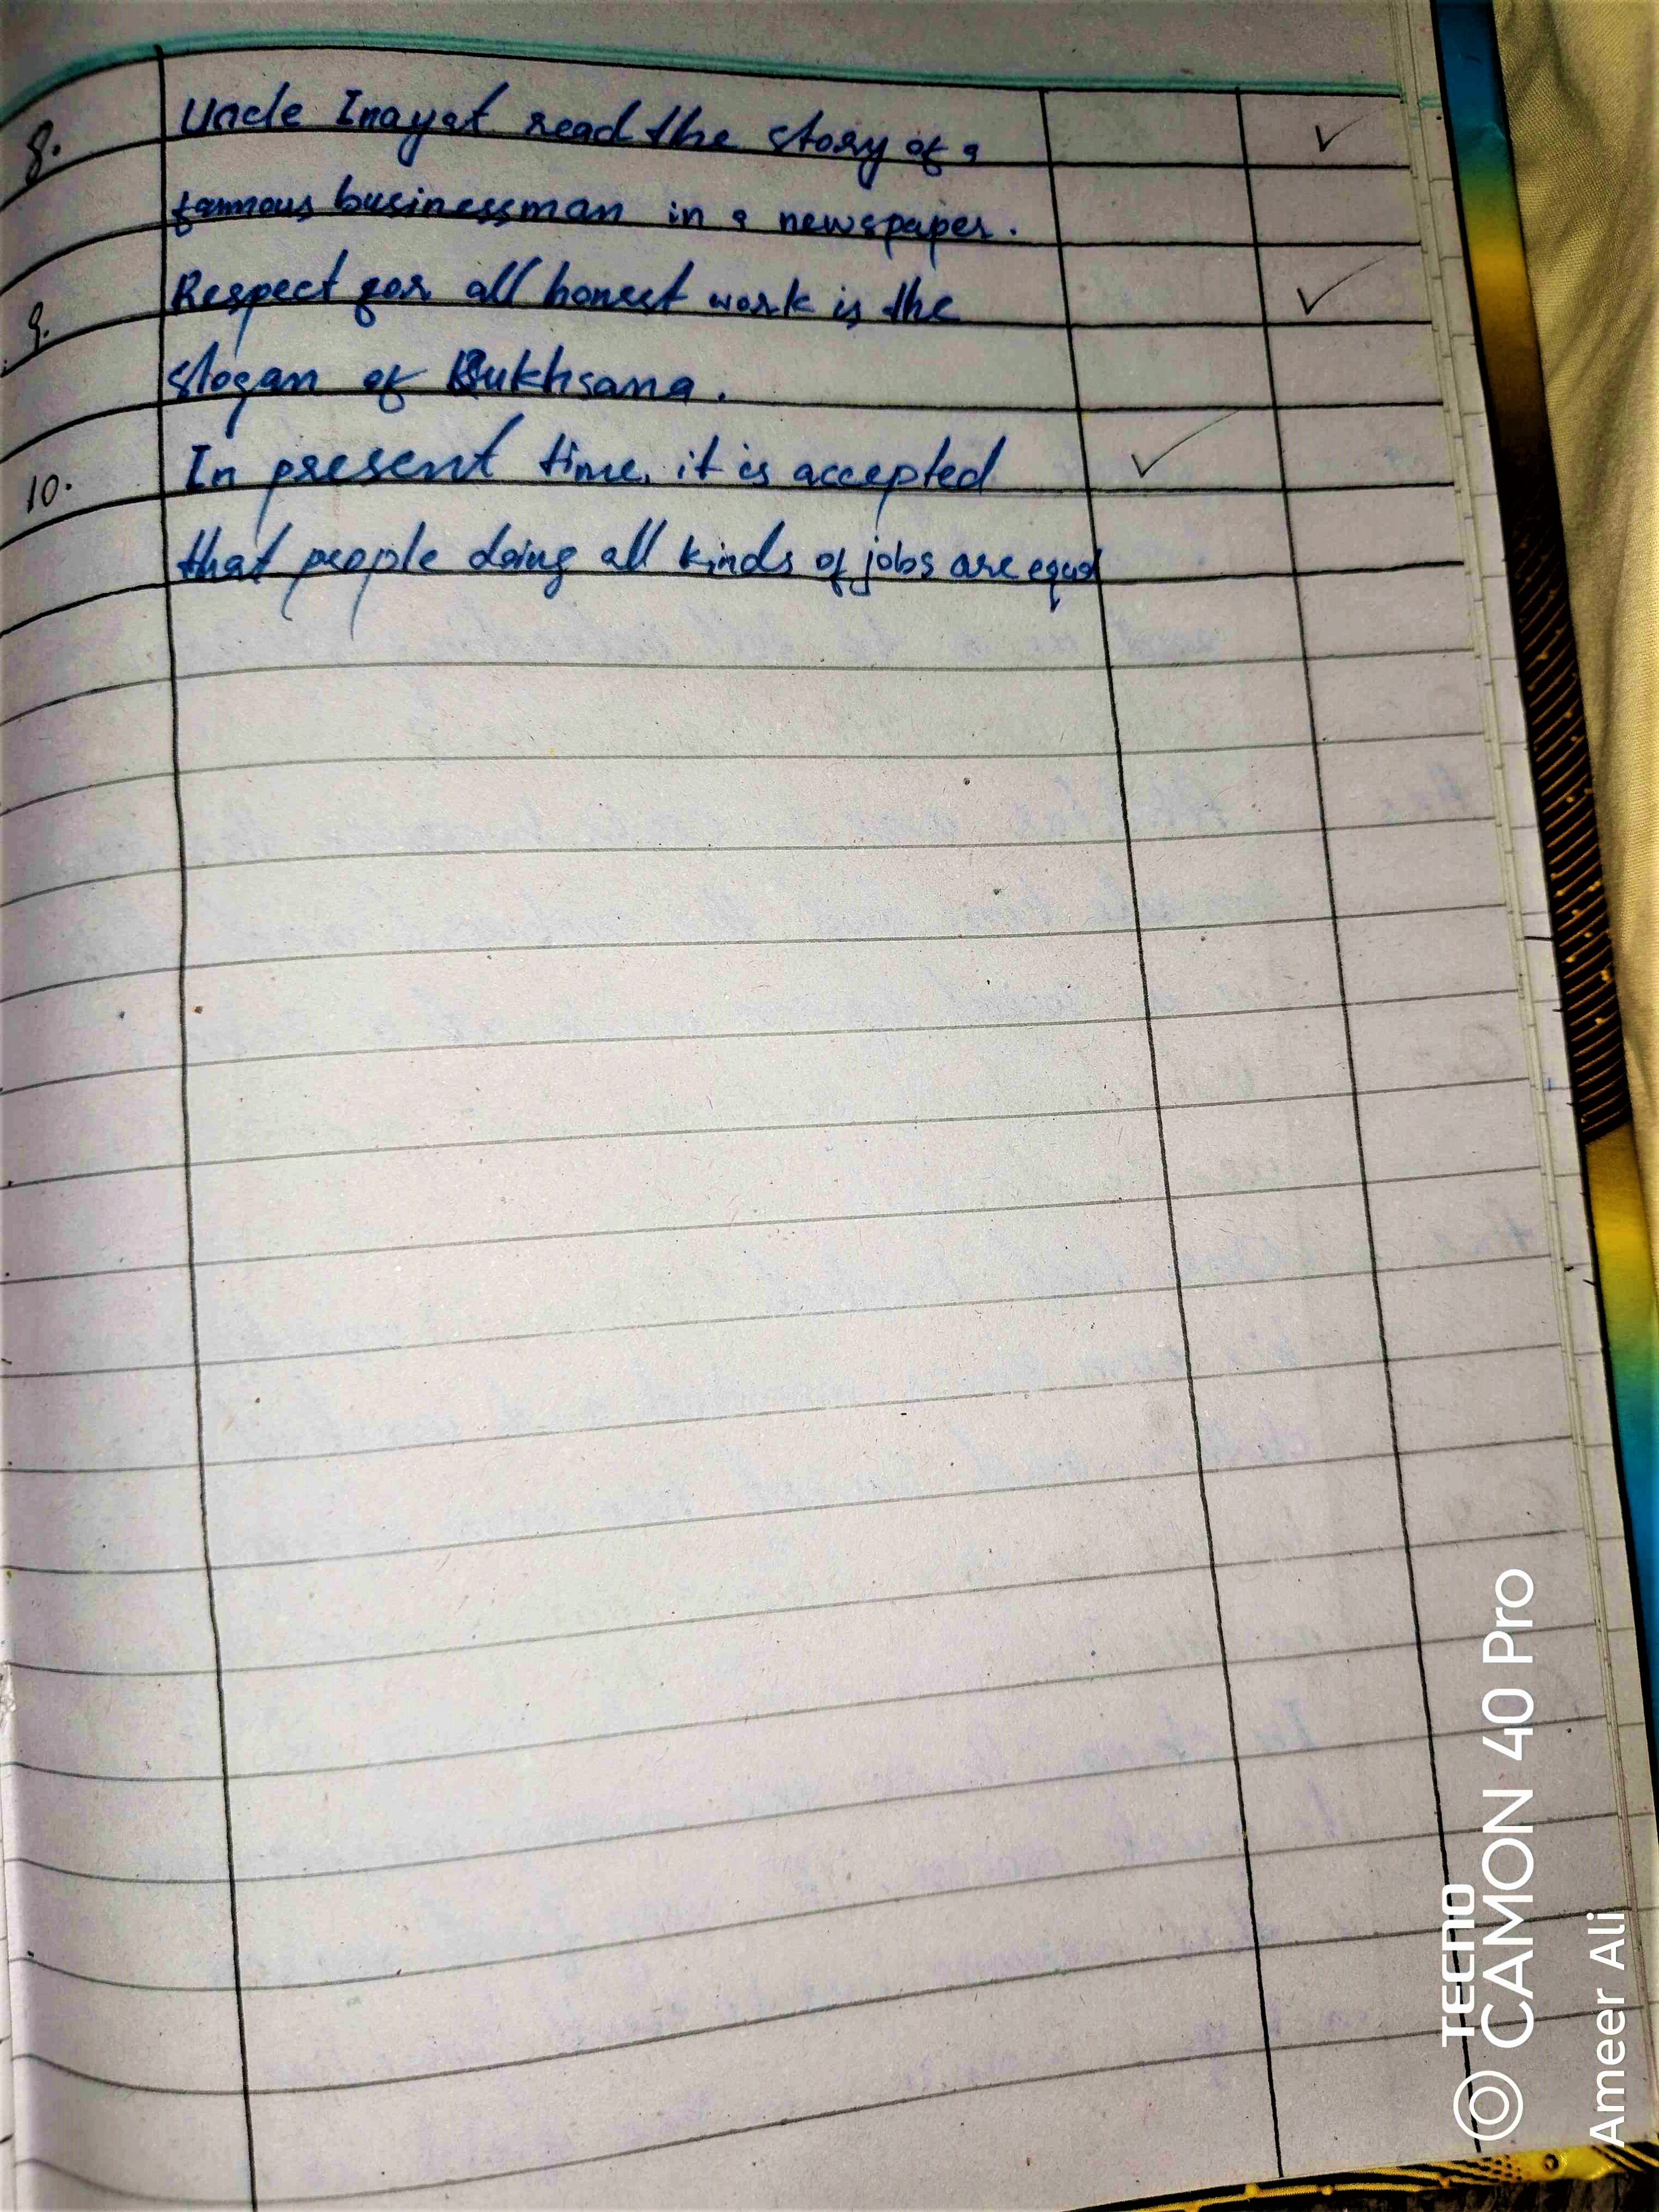 8. Uncle Inayat read the story of a ✓
famous businessman in a newspaper.
9. Respect for all honest work is the ✓
slogan of Rukhsana.
10. In present time, it is accepted ✓
that people doing all kinds of jobs are equal
TECNO
CAMON 40 Pro
Ameer Ali